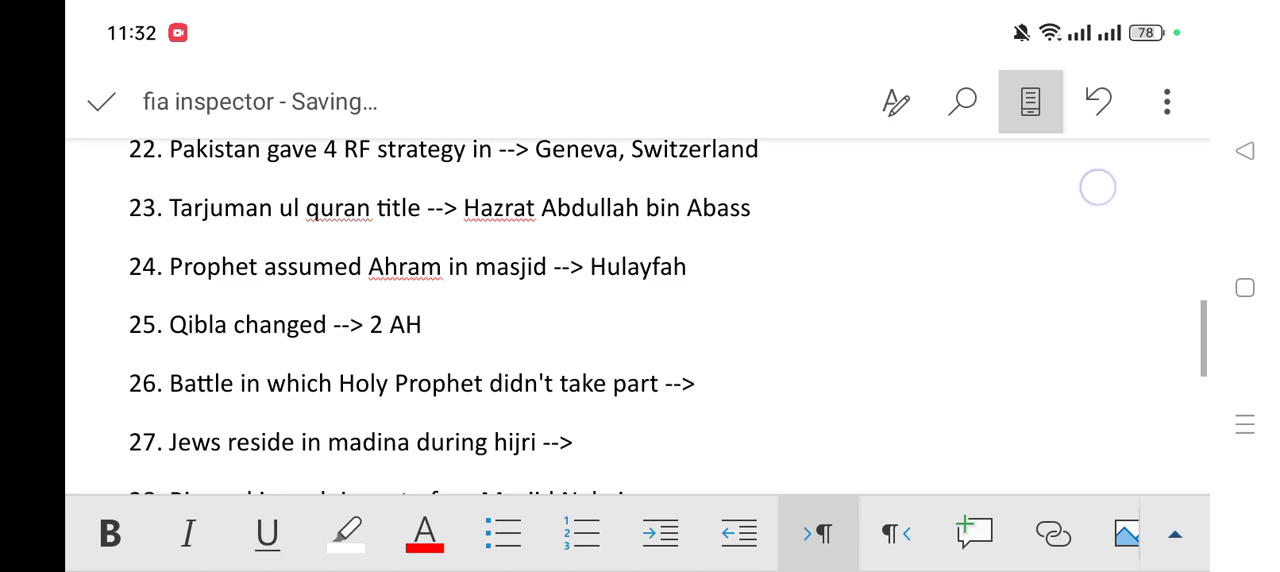 11:32
78
fia inspector - Saving...
22. Pakistan gave 4 RF strategy in --> Geneva, Switzerland
23. Tarjuman ul quran title --> Hazrat Abdullah bin Abass
24. Prophet assumed Ahram in masjid --> Hulayfah
25. Qibla changed --> 2 AH
26. Battle in which Holy Prophet didn't take part -->
27. Jews reside in madina during hijri -->
B I U A